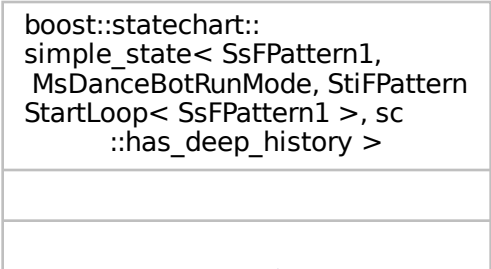 boost::statechart::
simple_state< SsFPattern1,
MsDanceBotRunMode, StiFPattern
StartLoop< SsFPattern1 >, sc
::has_deep_history >